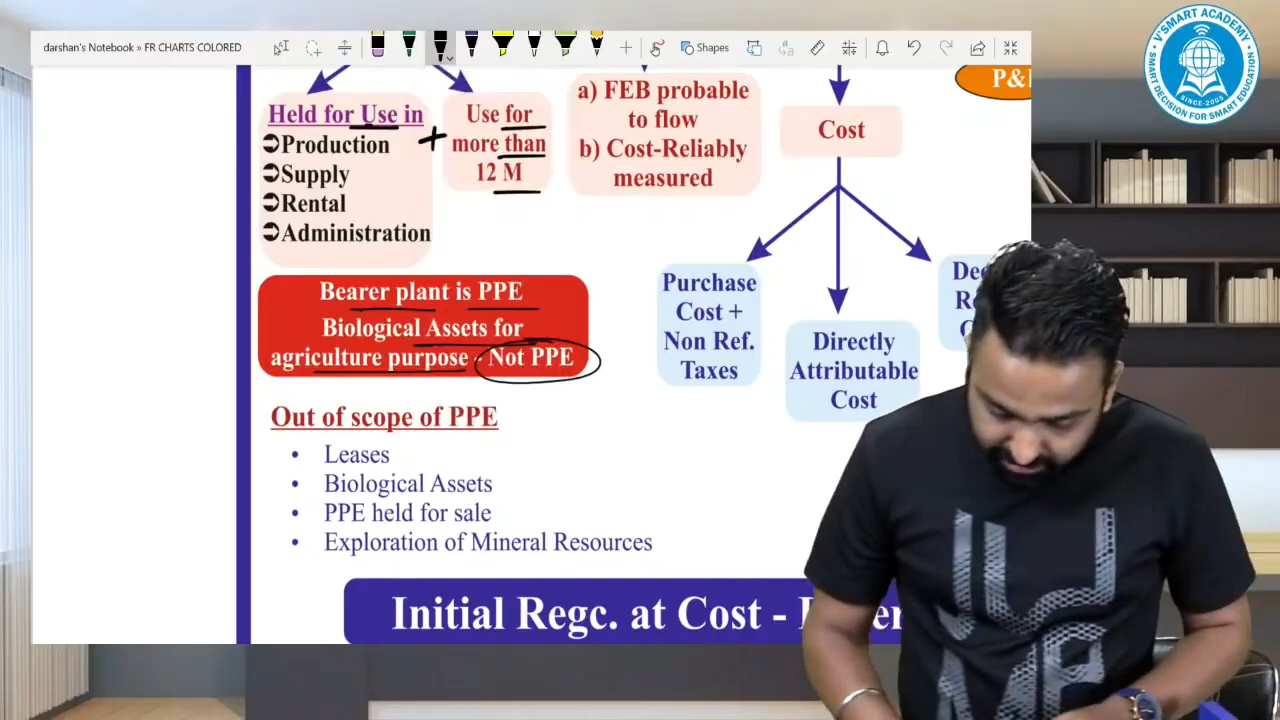 darshan's Notebook » FR CHARTS COLORED
Shapes
V'SMART ACADEMY
SMART DECISION FOR SMART EDUCATION
SINCE-2005
P&
Held for Use in
Production
Supply
Rental
Administration
+
Use for
more than
12 M
a) FEB probable
to flow
b) Cost-Reliably
measured
Cost
Purchase
Cost +
Non Ref.
Taxes
Directly
Attributable
Cost
Bearer plant is PPE
Biological Assets for
agriculture purpose - Not PPE
Out of scope of PPE
• Leases
• Biological Assets
• PPE held for sale
• Exploration of Mineral Resources
Initial Regc. at Cost -